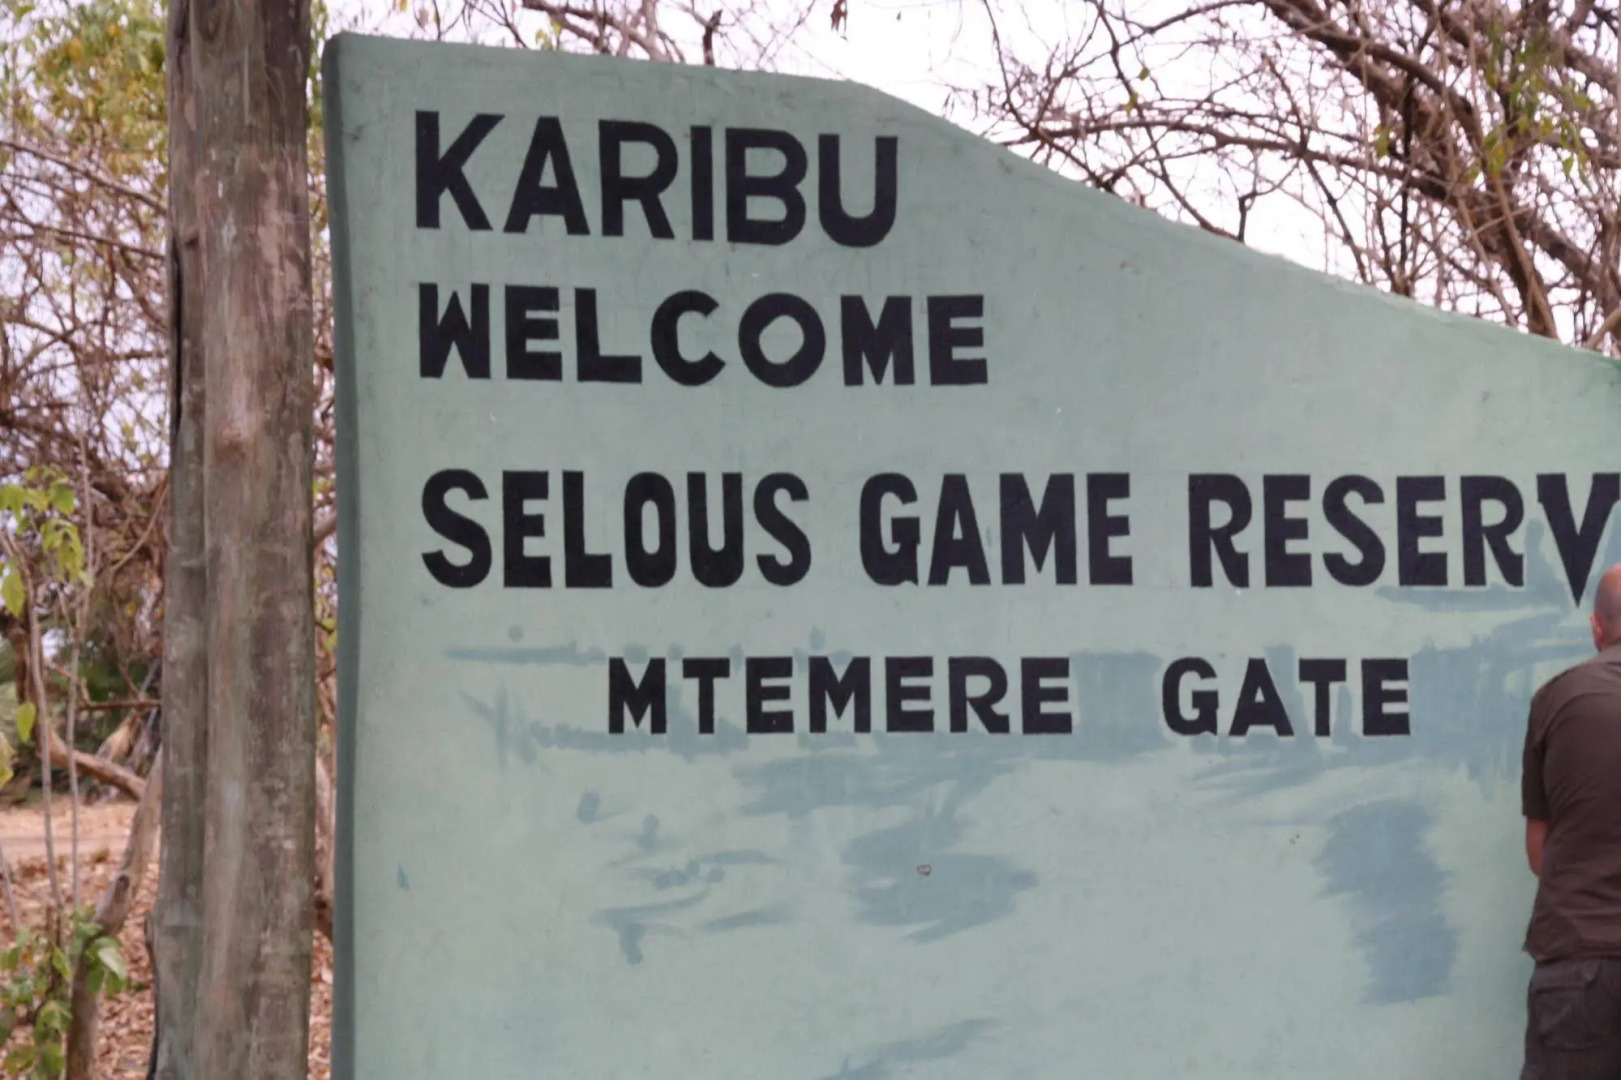 KARIBU
WELCOME
SELOUS GAME RESERV
MTEMERE GATE